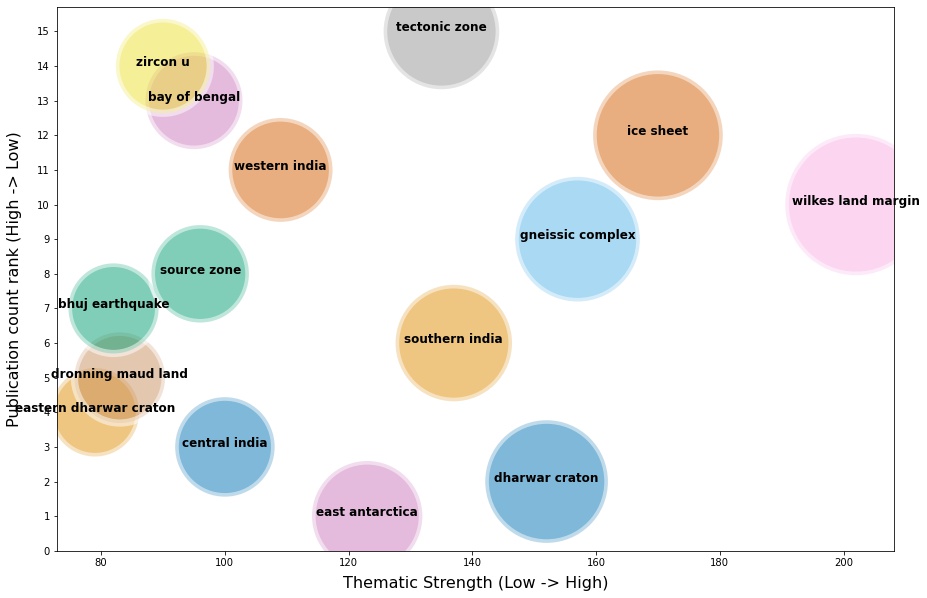 15
14
13
12
11
10
9
8
7
6
5
4
3
2
1
0
Publication count rank (High -> Low)
tectonic zone
zircon u
bay of bengal
ice sheet
western india
wilkes land margin
gneissic complex
source zone
bhuj earthquake
southern india
dronning maud land
eastern dharwar craton
central india
dharwar craton
east antarctica
80 100 120 140 160 180 200
Thematic Strength (Low -> High)